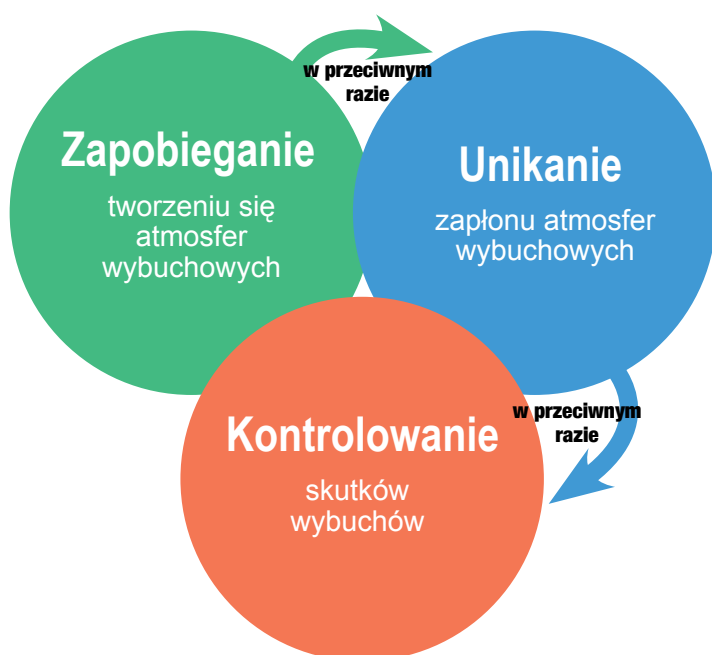 w przeciwnym
razie
Zapobieganie
tworzeniu się
atmosfer
wybuchowych
Unikanie
zapłonu atmosfer
wybuchowych
w przeciwnym
razie
Kontrolowanie
skutków
wybuchów